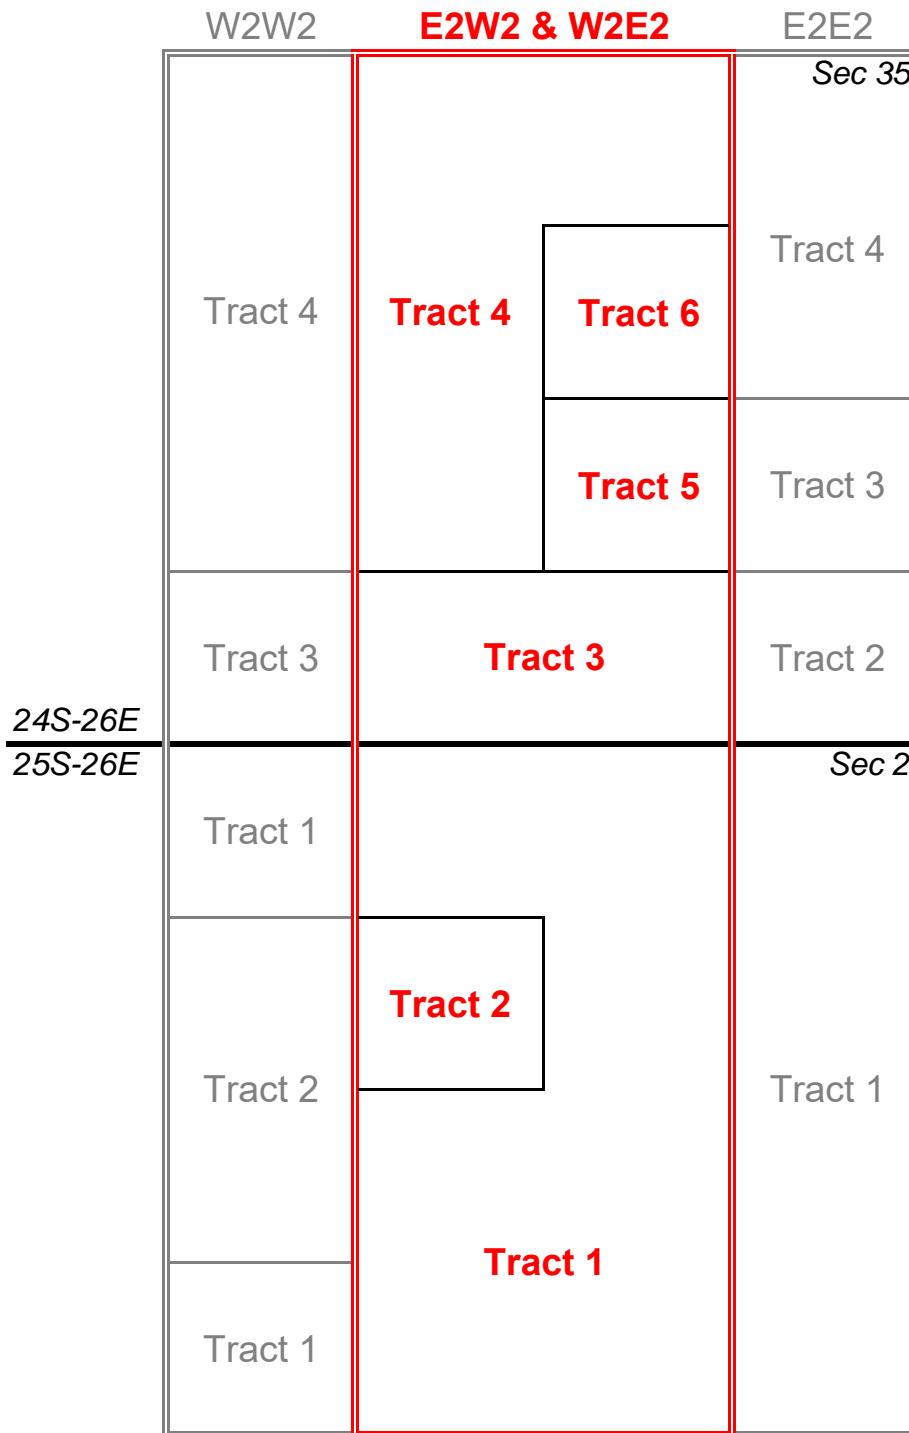 W2W2 E2W2 & W2E2 E2E2
Sec 35
Tract 4
Tract 4 Tract 4 Tract 6
Tract 5 Tract 3
Tract 3 Tract 3 Tract 2
24S-26E
25S-26E Sec 2
Tract 1
Tract 2
Tract 2 Tract 1
Tract 1
Tract 1